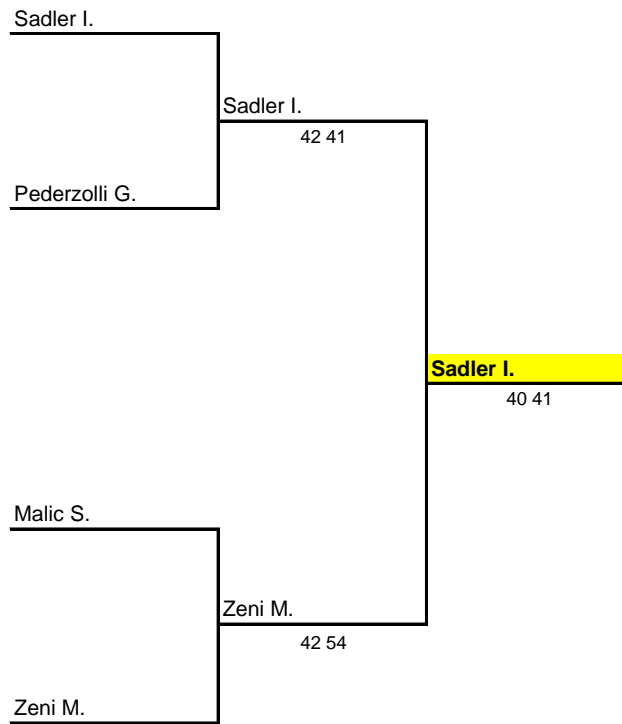 Sadler I.
Sadler I.
42 41
Pederzolli G.
Sadler I.
40 41
Malic S.
Zeni M.
42 54
Zeni M.